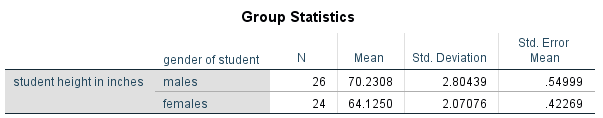 Group Statistics
gender of student N Mean Std. Deviation Std. Error Mean
student height in inches males 26 70.2308 2.80439 .54999
females 24 64.1250 2.07076 .42269